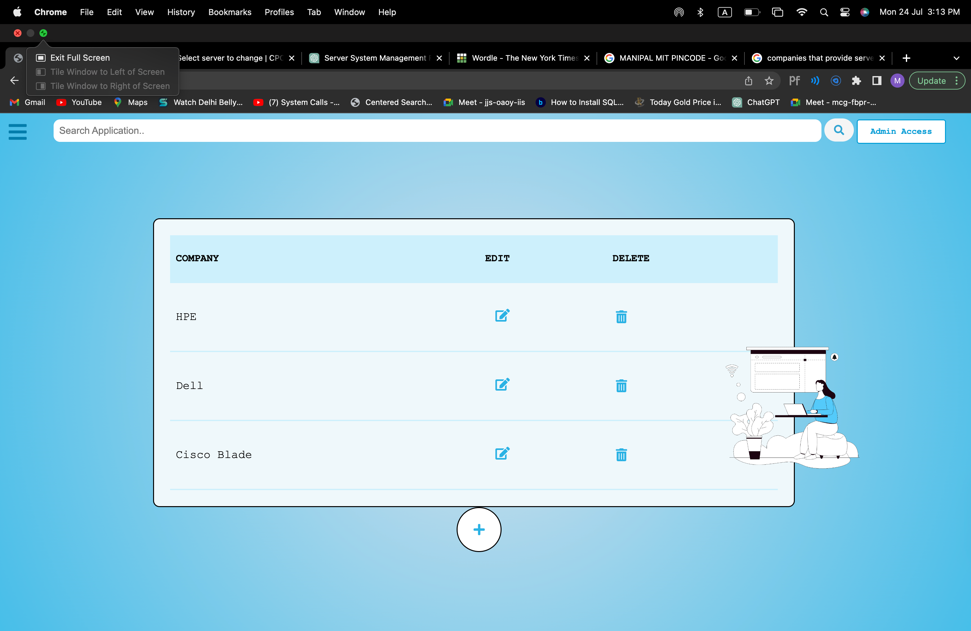 Chrome File Edit View History Bookmarks Profiles Tab Window Help A Mon 24 Jul 3:13 PM
Exit Full Screen
Tile Window to Left of Screen
Tile Window to Right of Screen
Select server to change | CPC
Server System Management
Wordle - The New York Times
MANIPAL MIT PINCODE - Goo
companies that provide serve
PF M Update
Gmail YouTube Maps Watch Delhi Belly... (7) System Calls -... Centered Search... Meet - jjs-oaoy-iis b How to Install SQL... Today Gold Price i... ChatGPT Meet - mcg-fbpr-...
Search Application.. Admin Access
COMPANY EDIT DELETE
HPE
Dell
Cisco Blade